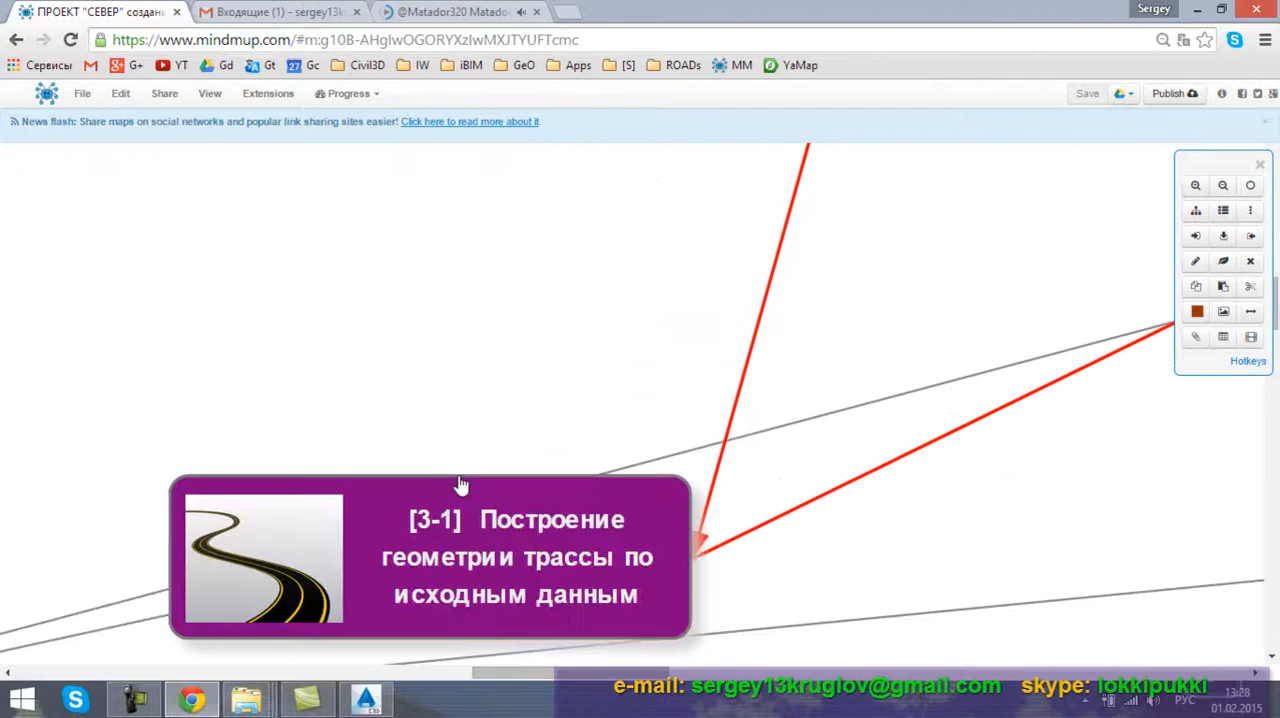 ПРОЕКТ "СЕВЕР" создани
Входящие (1) - sergey13kr
@Matador320 Matado
Sergey
https://www.mindmup.com/#m:g10B-AHgIwOGORYXzIwMXJTYUFTcmc
Сервисы G+ YT Gd Gt Gc Civil3D IW iBIM GeO Apps [S] ROADs MM YaMap
File Edit Share View Extensions Progress Save Publish
News flash: Share maps on social networks and popular link sharing sites easier! Click here to read more about it.
Hotkeys
[3-1] Построение
геометрии трассы по
исходным данным
e-mail: sergey13kruglov@gmail.com skype: lokkipukki
РУС
13:28
01.02.2015